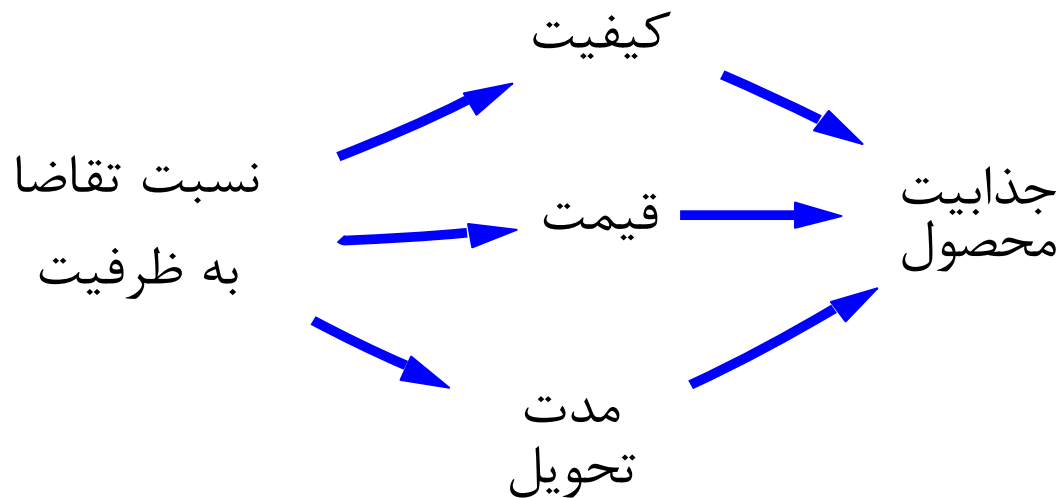 کیفیت
نسبت تقاضا
به ظرفیت
قیمت
جذابیت
محصول
مدت
تحویل